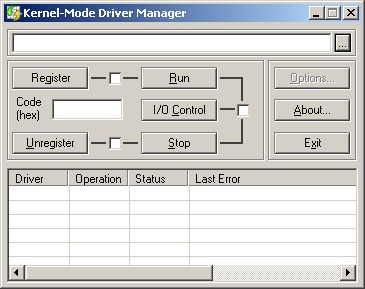 Kernel-Mode Driver Manager
...
Register Run Options...
Code
(hex) I/O Control About...
Unregister Stop Exit
Driver Operation Status Last Error